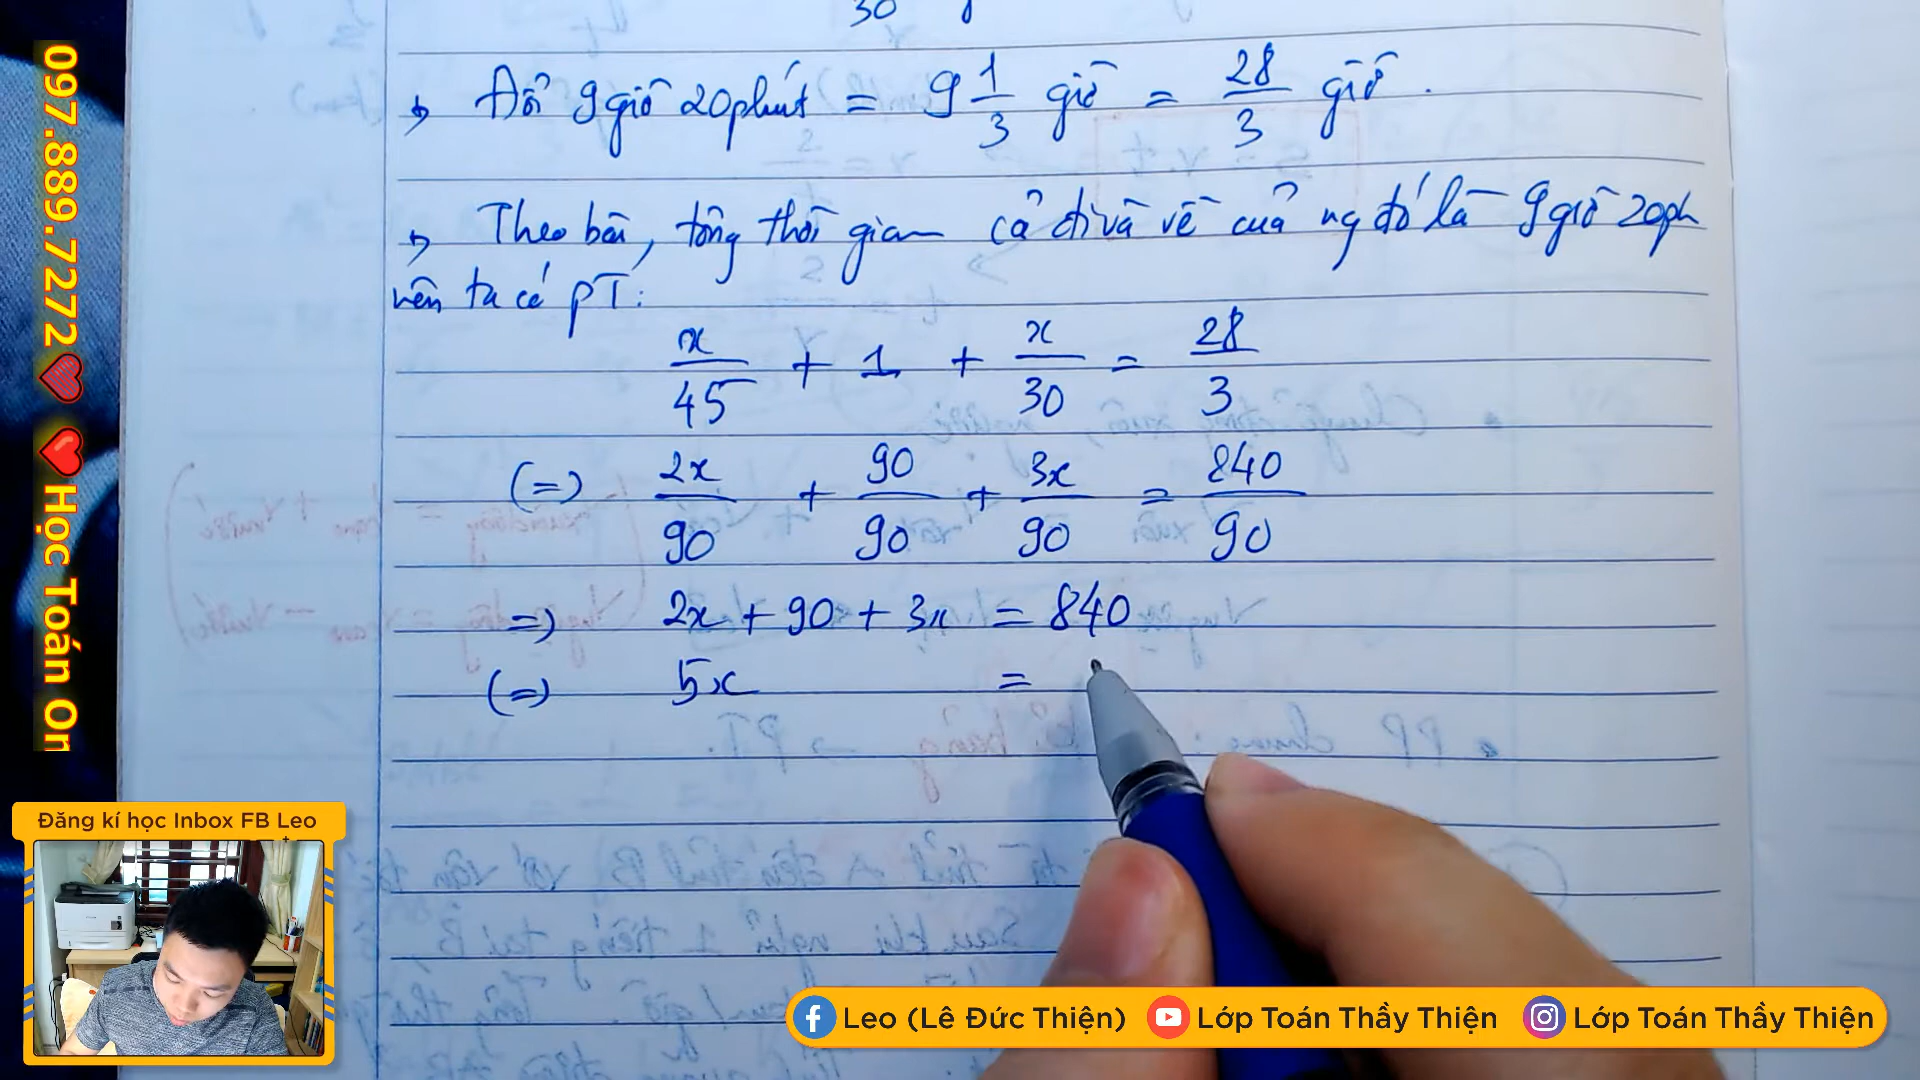 30
→ Đổi 9 giờ 20 phút = 9 1/3 giờ = 28/3 giờ.
→ Theo bài, tổng thời gian cả đi và về của ng đó là 9 giờ 20ph
nên ta có PT:
x/45 + 1 + x/30 = 28/3
(=) 2x/90 + 90/90 + 3x/90 = 840/90
=) 2x + 90 + 3x = 840
(=) 5x =
097.889.7272❤️ ❤️Học Toán On
Đăng kí học Inbox FB Leo
Leo (Lê Đức Thiện) Lớp Toán Thầy Thiện Lớp Toán Thầy Thiện